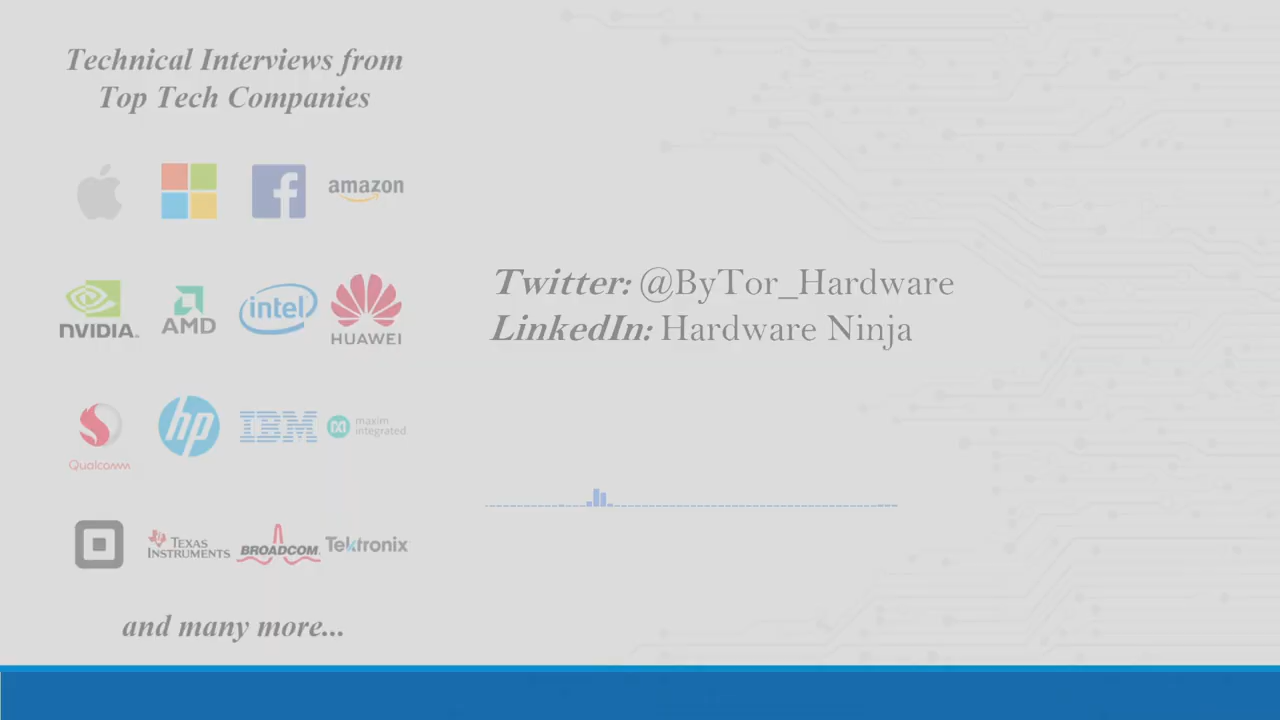 Technical Interviews from
Top Tech Companies
amazon
NVIDIA.
AMD
intel
HUAWEI
hp
IBM
maxim
integrated
Qualcomm
TEXAS
INSTRUMENTS
BROADCOM.
Tektronix
and many more...
Twitter: @ByTor_Hardware
LinkedIn: Hardware Ninja